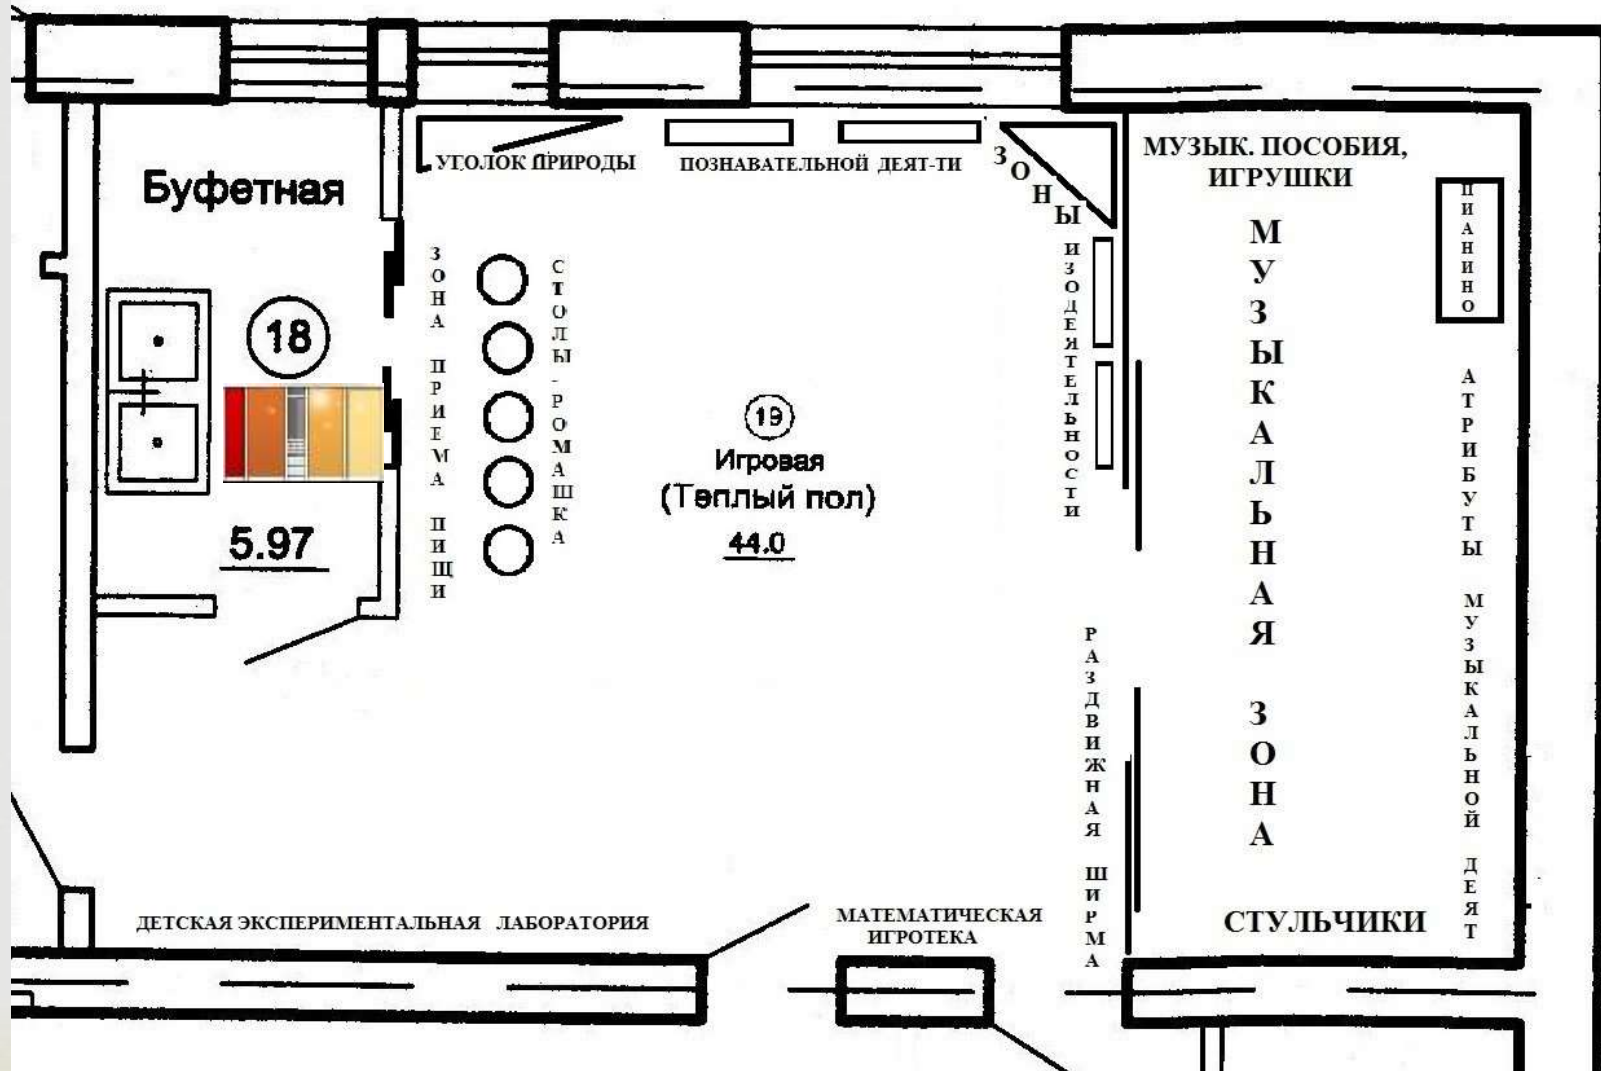 Буфетная
18
5.97
УГОЛОК ПРИРОДЫ
ПОЗНАВАТЕЛЬНОЙ ДЕЯТ-ТИ
ЗОНЫ
ИЗОДЕЯТЕЛЬНОСТИ
ЗОНА ПРИЕМА ПИЩИ
СТОЛЫ-РОМАШКА
19
Игровая
(Теплый пол)
44.0
РАЗДВИЖНАЯ ШИРМА
МУЗЫК. ПОСОБИЯ,
ИГРУШКИ
МУЗЫКАЛЬНАЯ ЗОНА
ПИАНИНО
АТРИБУТЫ МУЗЫКАЛЬНОЙ ДЕЯТ
СТУЛЬЧИКИ
ДЕТСКАЯ ЭКСПЕРИМЕНТАЛЬНАЯ ЛАБОРАТОРИЯ
МАТЕМАТИЧЕСКАЯ
ИГРОТЕКА